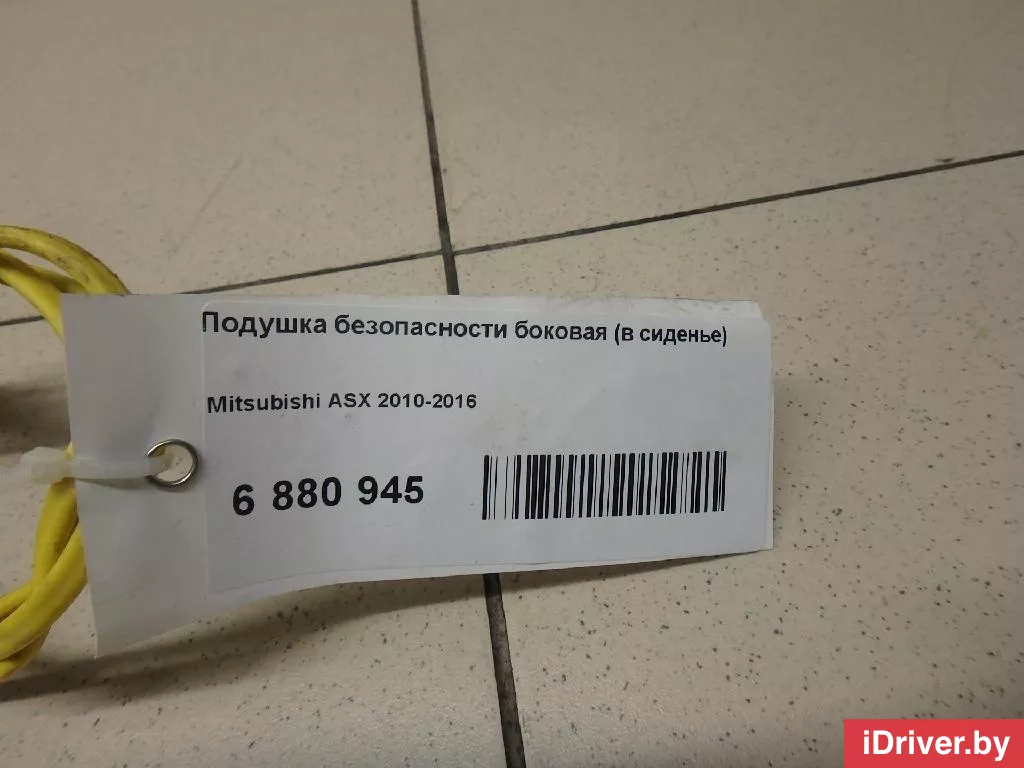 Подушка безопасности боковая (в сиденье)
Mitsubishi ASX 2010-2016
6 880 945
iDriver.by